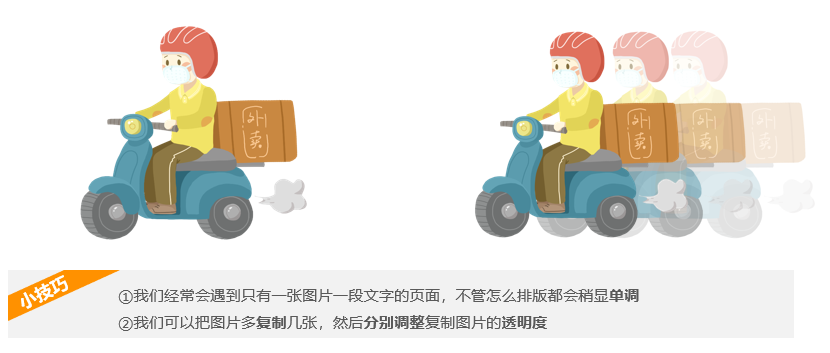 外卖
外卖
外卖
外卖
小技巧
①我们经常会遇到只有一张图片一段文字的页面，不管怎么排版都会稍显单调
②我们可以把图片多复制几张，然后分别调整复制图片的透明度